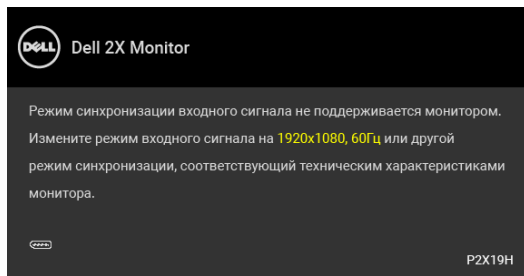 DELL
Dell 2X Monitor
Режим синхронизации входного сигнала не поддерживается монитором.
Измените режим входного сигнала на 1920x1080, 60Гц или другой
режим синхронизации, соответствующий техническим характеристиками
монитора.
P2X19H